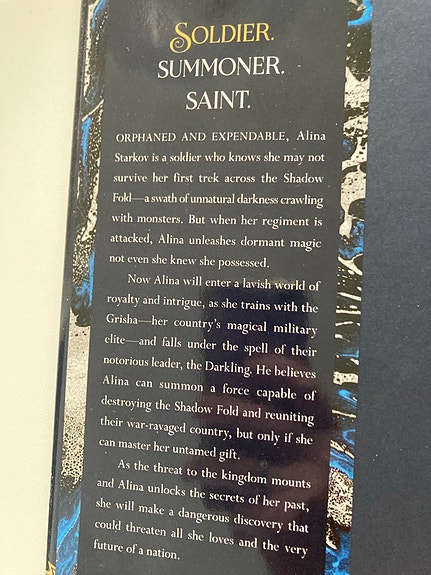 SOLDIER.
SUMMONER.
SAINT.
ORPHANED AND EXPENDABLE, Alina
Starkov is a soldier who knows she may not
survive her first trek across the Shadow
Fold—a swath of unnatural darkness crawling
with monsters. But when her regiment is
attacked, Alina unleashes dormant magic
not even she knew she possessed.
Now Alina will enter a lavish world of
royalty and intrigue, as she trains with the
Grisha—her country's magical military
elite—and falls under the spell of their
notorious leader, the Darkling. He believes
Alina can summon a force capable of
destroying the Shadow Fold and reuniting
their war-ravaged country, but only if she
can master her untamed gift.
As the threat to the kingdom mounts
and Alina unlocks the secrets of her past,
she will make a dangerous discovery that
could threaten all she loves and the very
future of a nation.